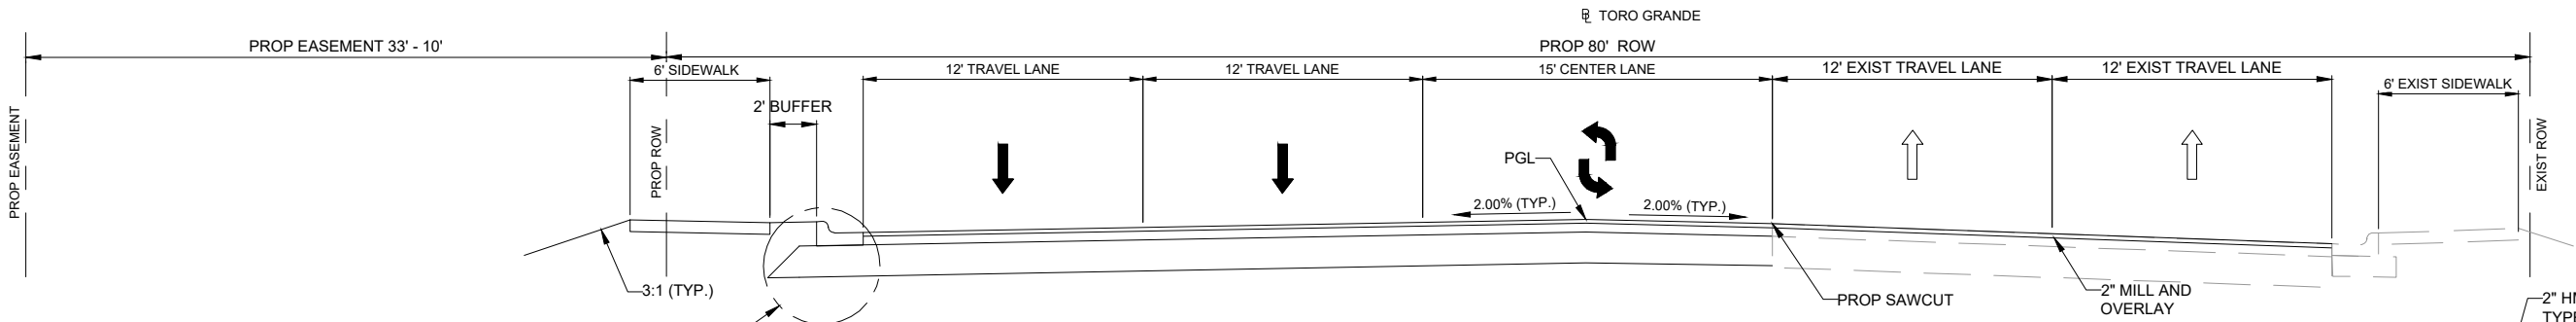 TORO GRANDE
PROP EASEMENT 33' - 10'
PROP 80' ROW
6' SIDEWALK
12' TRAVEL LANE
12' TRAVEL LANE
15' CENTER LANE
12' EXIST TRAVEL LANE
12' EXIST TRAVEL LANE
6' EXIST SIDEWALK
2' BUFFER
PROP EASEMENT
PROP ROW
EXIST ROW
PGL
2.00% (TYP.)
2.00% (TYP.)
3:1 (TYP.)
PROP SAWCUT
2" MILL AND
OVERLAY
2"